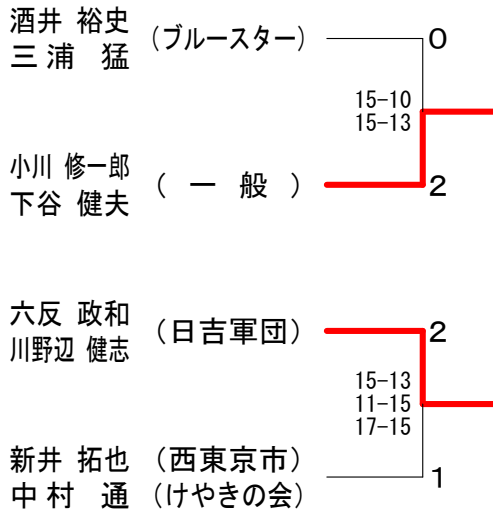 酒井 裕史
三浦 猛
(ブルースター)
0
15-10
15-13
小川 修一郎
下谷 健夫
( 一 般 )
2
六反 政和
川野辺 健志
(日吉軍団)
2
15-13
11-15
17-15
新井 拓也 (西東京市)
中村 通 (けやきの会)
1